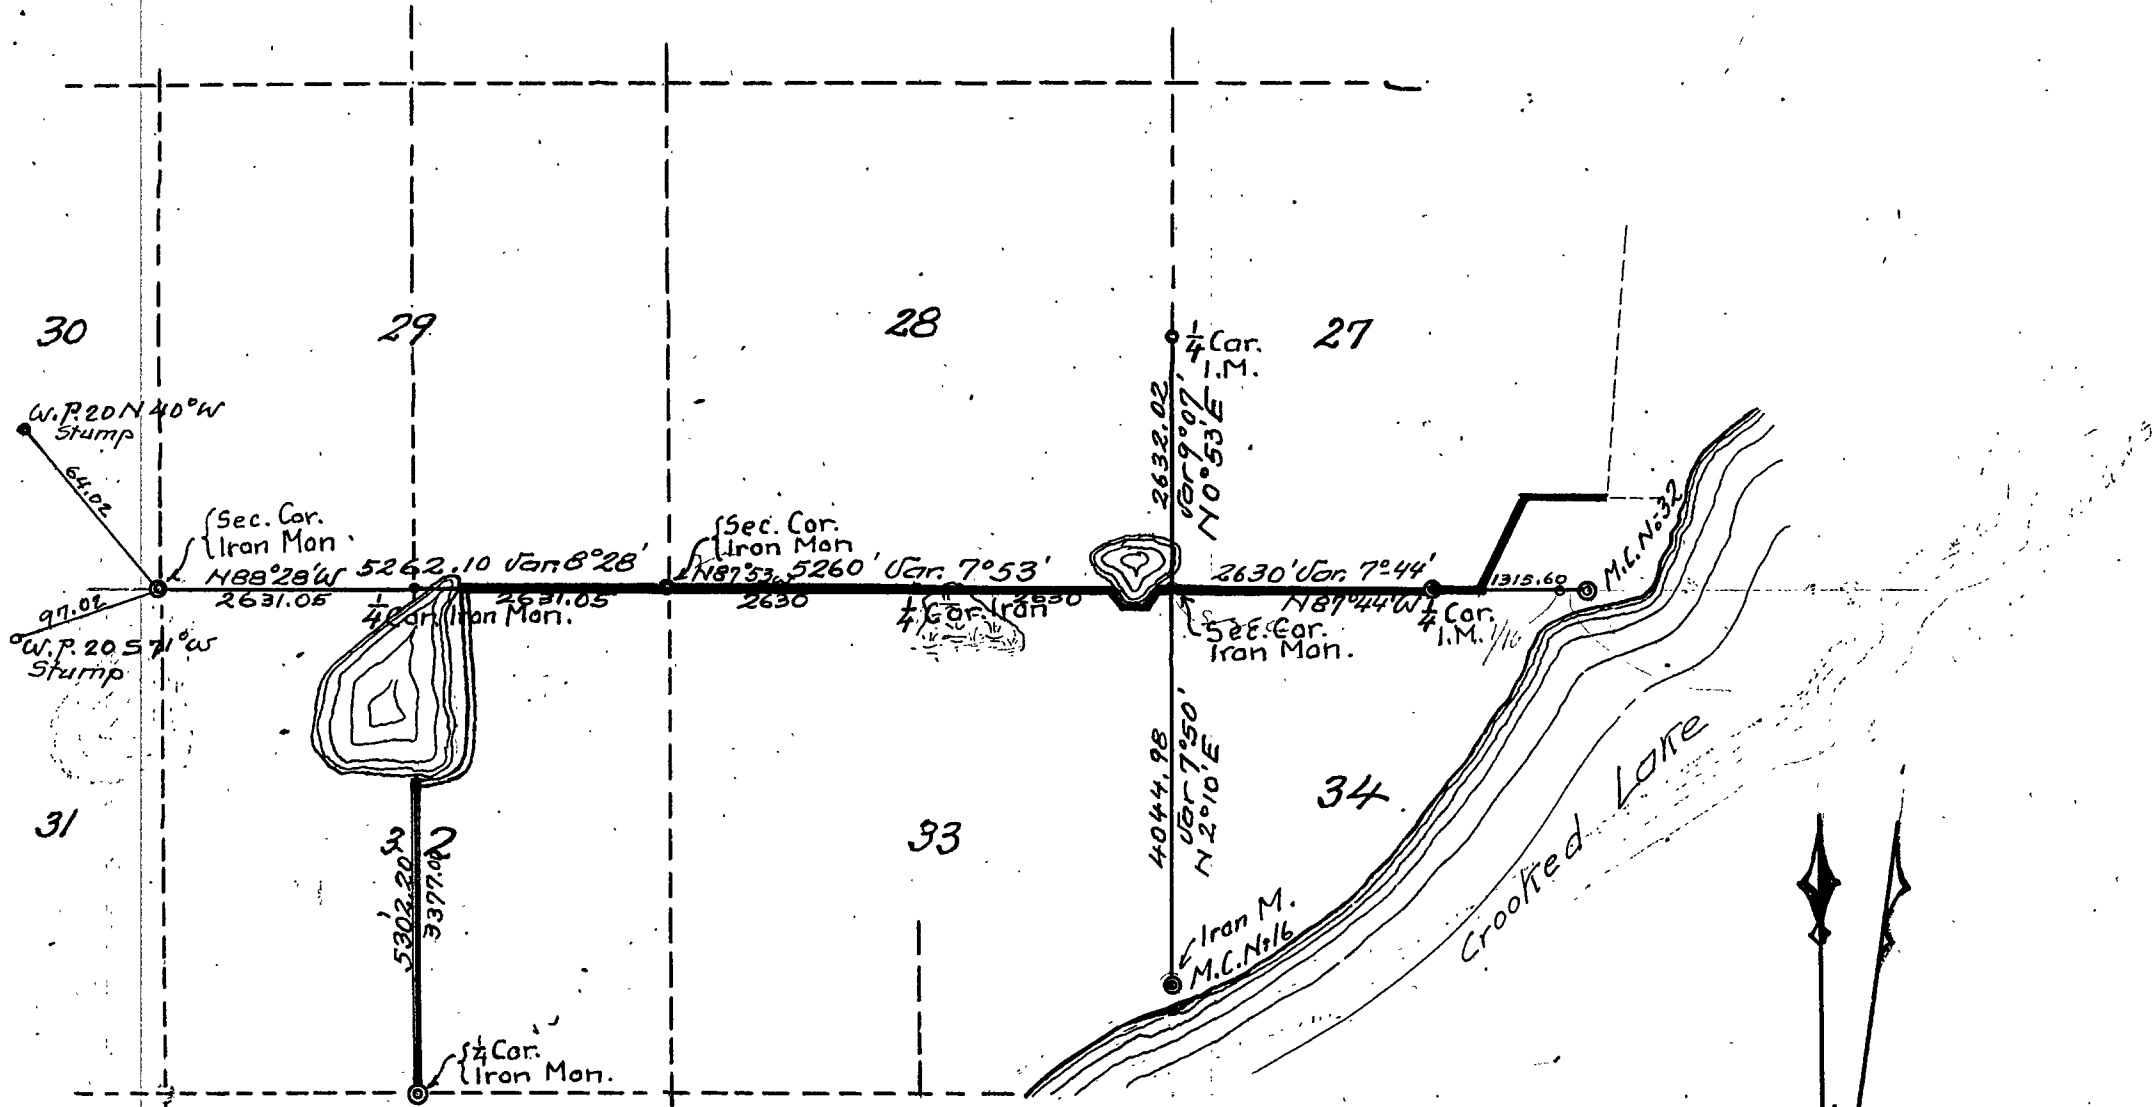 30
29
28
27
1/4 Cor.
I.M.
2632.02
Var 9°07'
N 0°53' E
W.P. 20 N 40° W
Stump
64.02
Sec. Cor.
Iron Mon
5262.10 Var. 8°28'
N88°28'W
2631.05
1/4 Cor. Iron Mon.
2631.05
Sec. Cor.
Iron Mon
N87°53'W 5260' Var. 7°53'
2630
1/4 Cor. Iron
2630
2630' Var. 7°44'
N87°44'W
1/4 Cor.
I.M.
1315.60
1/16
M.C. No. 32
Sec. Cor.
Iron Mon.
97.02
W.P. 20 S 71° W
Stump
31
32
33
34
5302.20'
3377.0
4044.98
Var 7°50'
N 2°10' E
Iron M.
M.C. No. 16
Crooked Lake
1/4 Cor.
Iron Mon.